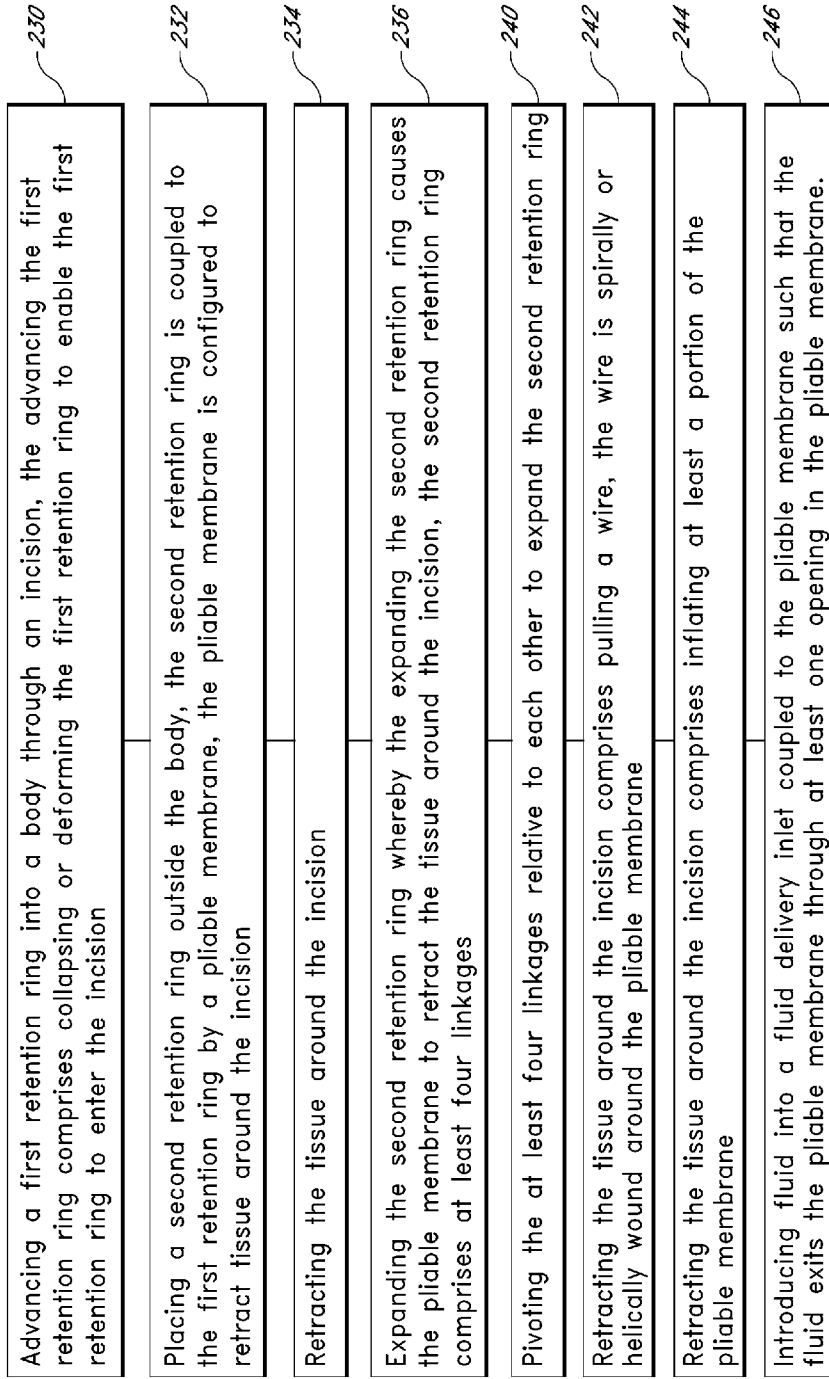 Advancing a first retention ring into a body through an incision, the advancing the first
retention ring comprises collapsing or deforming the first retention ring to enable the first
retention ring to enter the incision
230
Placing a second retention ring outside the body, the second retention ring is coupled to
the first retention ring by a pliable membrane, the pliable membrane is configured to
retract tissue around the incision
232
Retracting the tissue around the incision
234
Expanding the second retention ring whereby the expanding the second retention ring causes
the pliable membrane to retract the tissue around the incision, the second retention ring
comprises at least four linkages
236
Pivoting the at least four linkages relative to each other to expand the second retention ring
240
Retracting the tissue around the incision comprises pulling a wire, the wire is spirally or
helically wound around the pliable membrane
242
Retracting the tissue around the incision comprises inflating at least a portion of the
pliable membrane
244
Introducing fluid into a fluid delivery inlet coupled to the pliable membrane such that the
fluid exits the pliable membrane through at least one opening in the pliable membrane.
246